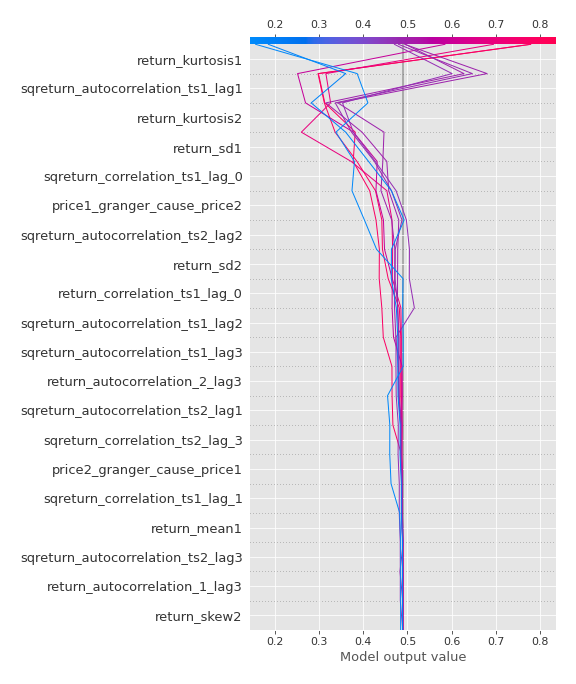 0.2 0.3 0.4 0.5 0.6 0.7 0.8
return_kurtosis1
sqreturn_autocorrelation_ts1_lag1
return_kurtosis2
return_sd1
sqreturn_correlation_ts1_lag_0
price1_granger_cause_price2
sqreturn_autocorrelation_ts2_lag2
return_sd2
return_correlation_ts1_lag_0
sqreturn_autocorrelation_ts1_lag2
sqreturn_autocorrelation_ts1_lag3
return_autocorrelation_2_lag3
sqreturn_autocorrelation_ts2_lag1
sqreturn_correlation_ts2_lag_3
price2_granger_cause_price1
sqreturn_correlation_ts1_lag_1
return_mean1
sqreturn_autocorrelation_ts2_lag3
return_autocorrelation_1_lag3
return_skew2
0.2 0.3 0.4 0.5 0.6 0.7 0.8
Model output value